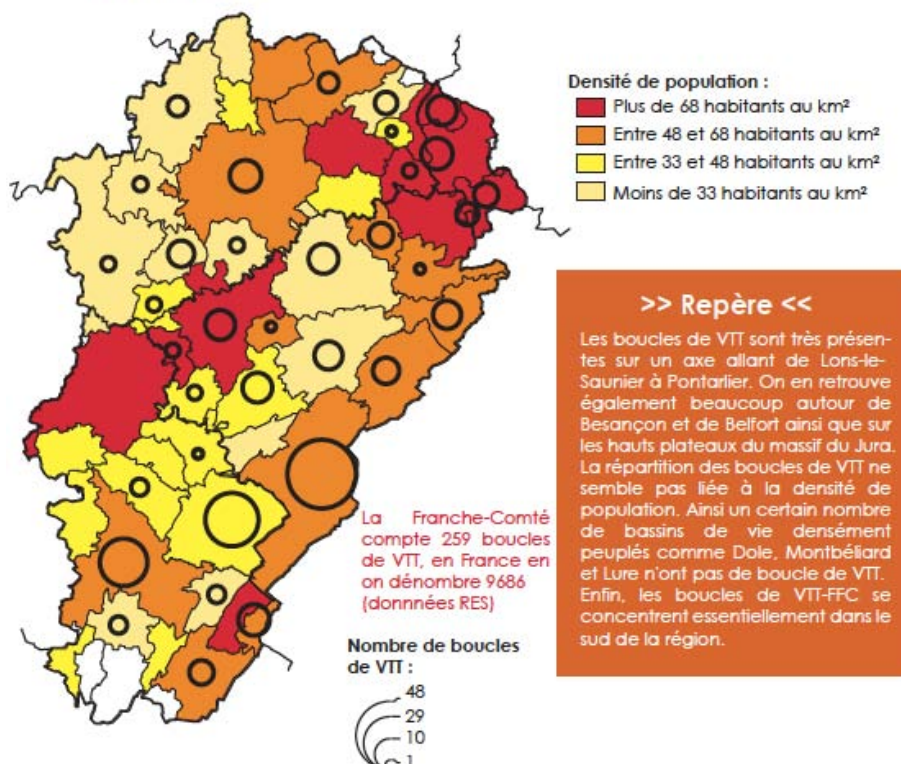 Densité de population :
Plus de 68 habitants au km²
Entre 48 et 68 habitants au km²
Entre 33 et 48 habitants au km²
Moins de 33 habitants au km²
>> Repère <<
Les boucles de VTT sont très présen-
tes sur un axe allant de Lons-le-
Saunier à Pontarlier. On en retrouve
également beaucoup autour de
Besançon et de Belfort ainsi que sur
les hauts plateaux du massif du Jura.
La répartition des boucles de VTT ne
semble pas liée à la densité de
population. Ainsi un certain nombre
de bassins de vie densément
peuplés comme Dole, Montbéliard
et Lure n'ont pas de boucle de VTT.
Enfin, les boucles de VTT-FFC se
concentrent essentiellement dans le
sud de la région.
La Franche-Comté
compte 259 boucles
de VTT, en France en
on dénombre 9686
(donnnées RES)
Nombre de boucles
de VTT :
48
29
10
1